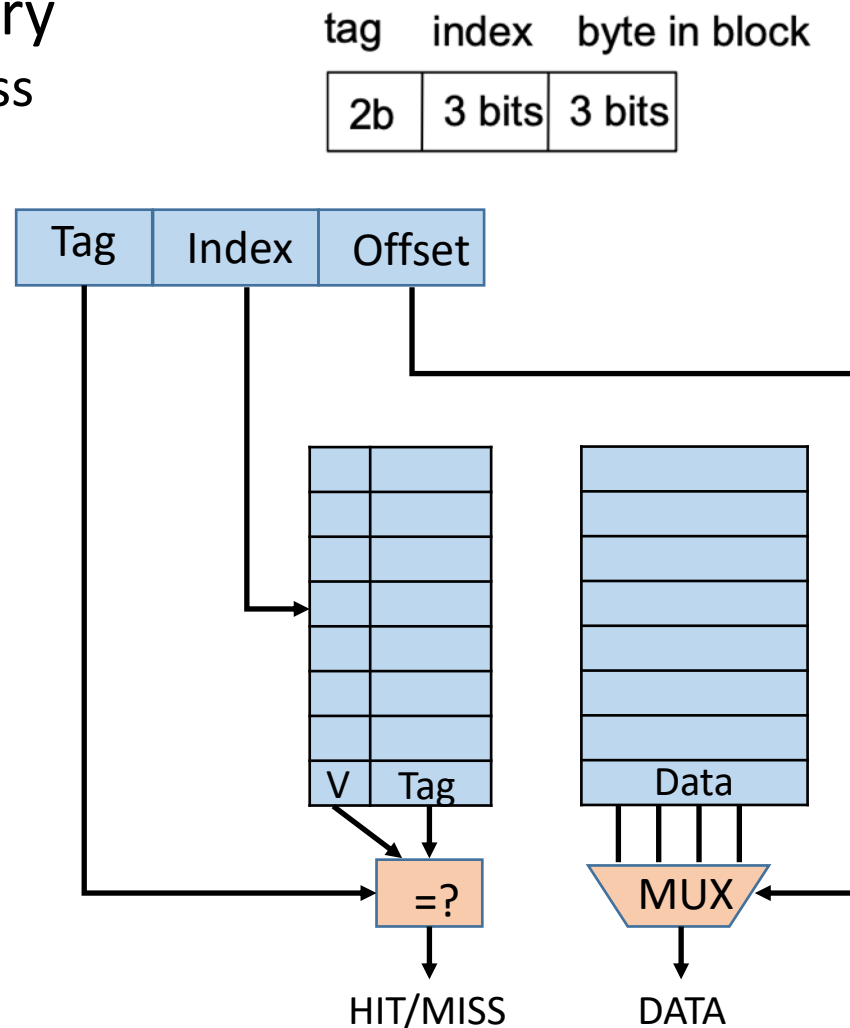 ry
ss
tag index byte in block
2b 3 bits 3 bits
Tag Index Offset
V Tag Data
=? MUX
HIT/MISS DATA